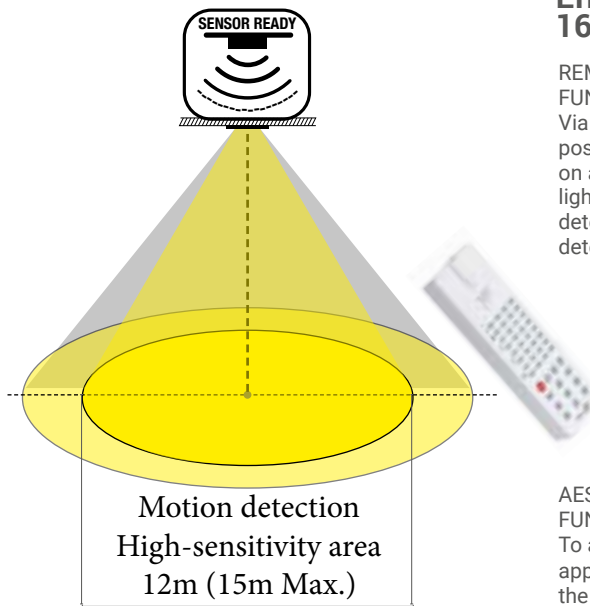 SENSOR READY
Motion detection
High-sensitivity area
12m (15m Max.)
16
REM
FUN
Via
pos
on a
ligh
dete
dete
AES
FUN
To a
app
the